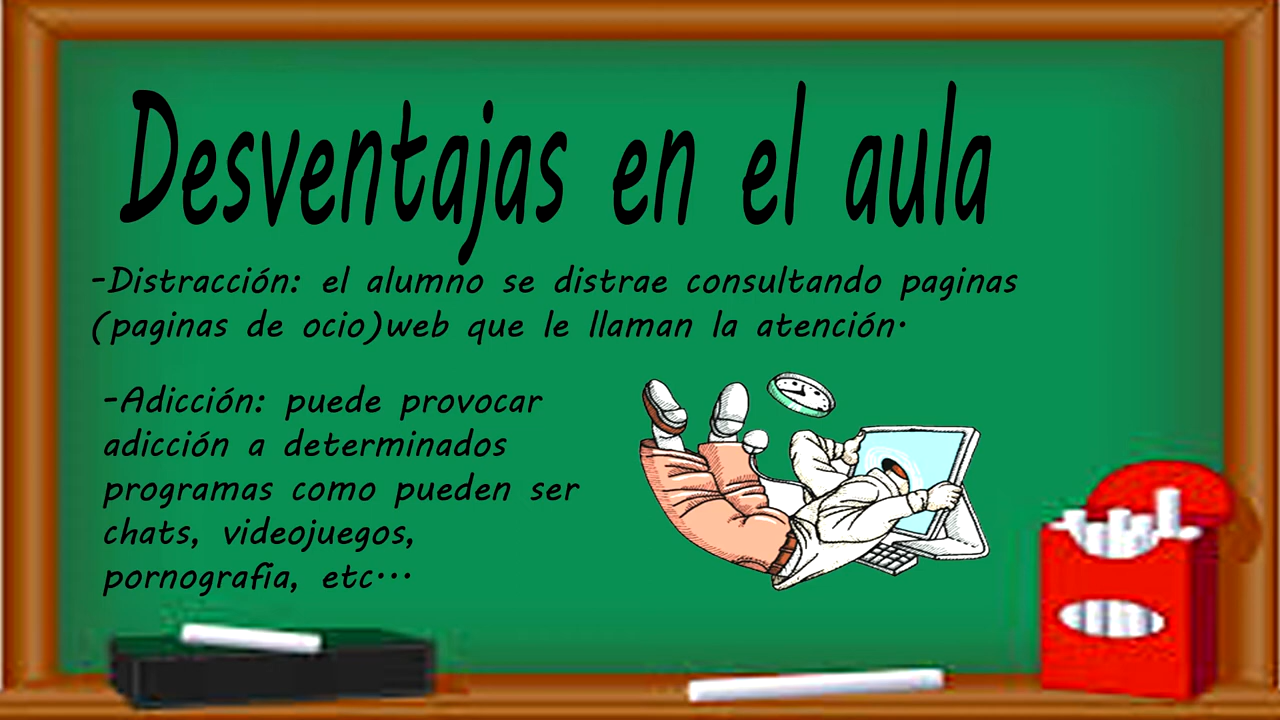 Desventajas en el aula
-Distracción: el alumno se distrae consultando paginas
(paginas de ocio)web que le llaman la atención.
-Adicción: puede provocar
adicción a determinados
programas como pueden ser
chats, videojuegos,
pornografía, etc...